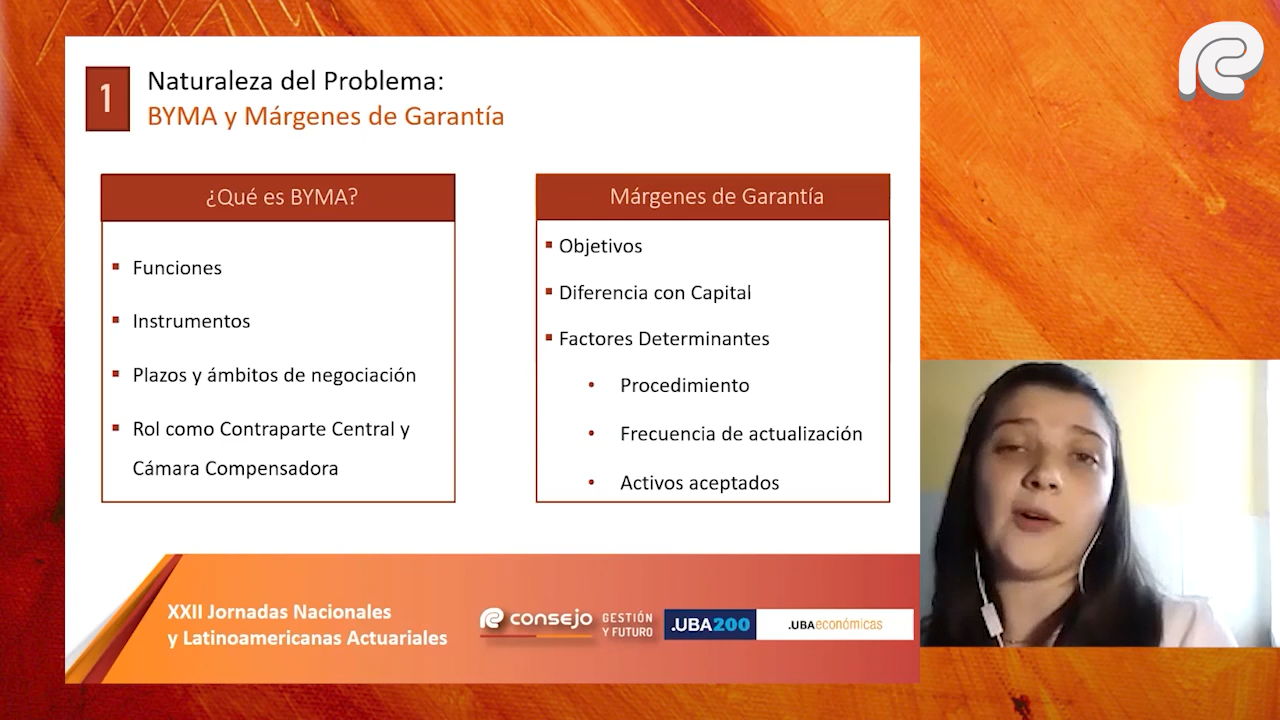 1
Naturaleza del Problema:
BYMA y Márgenes de Garantía
¿Qué es BYMA?
Funciones
Instrumentos
Plazos y ámbitos de negociación
Rol como Contraparte Central y
Cámara Compensadora
Márgenes de Garantía
Objetivos
Diferencia con Capital
Factores Determinantes
Procedimiento
Frecuencia de actualización
Activos aceptados
XXII Jornadas Nacionales
y Latinoamericanas Actuariales
consejo
GESTIÓN
Y FUTURO
.UBA200
.UBAeconómicas